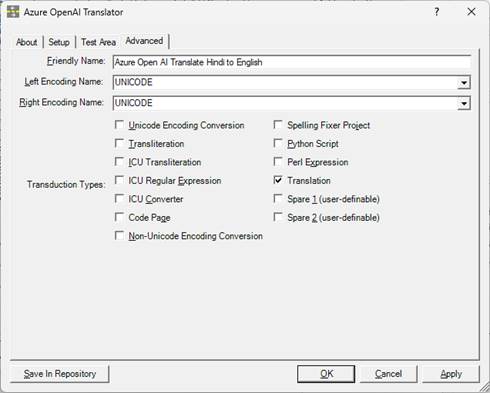 Azure OpenAI Translator
? ×
About Setup Test Area Advanced
Friendly Name: Azure Open AI Translate Hindi to English
Left Encoding Name: UNICODE
Right Encoding Name: UNICODE
Transduction Types:
Unicode Encoding Conversion Spelling Fixer Project
Transliteration Python Script
ICU Transliteration Perl Expression
ICU Regular Expression Translation
ICU Converter Spare 1 (user-definable)
Code Page Spare 2 (user-definable)
Non-Unicode Encoding Conversion
Save In Repository OK Cancel Apply